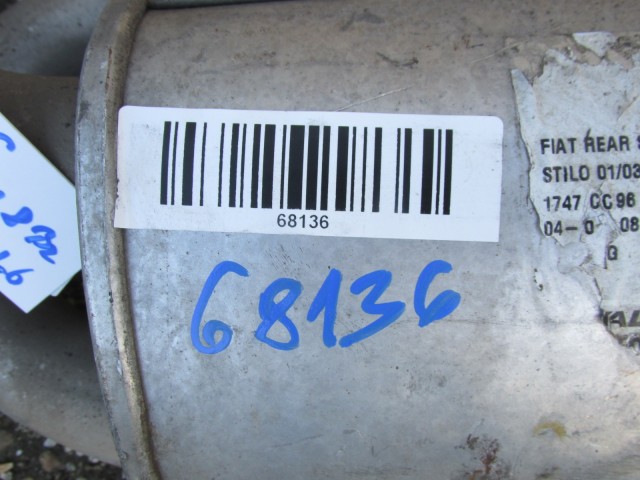 68136
68136
FIAT REAR
STILO 01/03
1747 CC 96
04-0 08
G